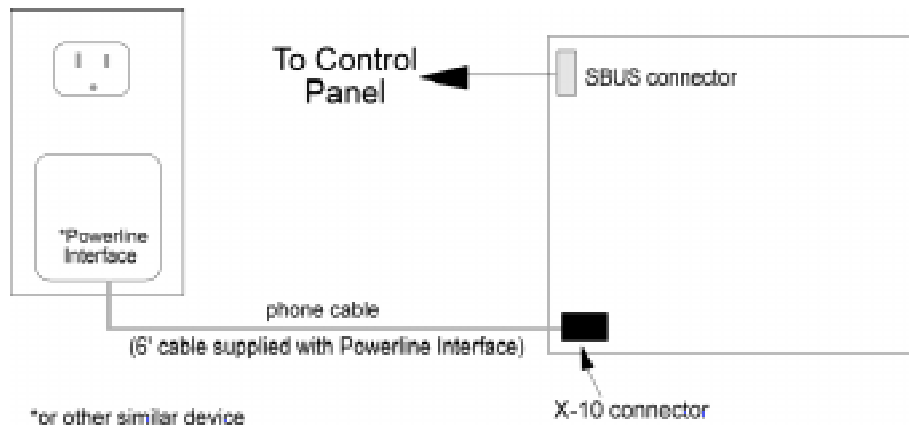 To Control
Panel
SBUS connector
*Powerline
Interface
phone cable
(6' cable supplied with Powerline Interface)
X-10 connector
*or other similar device